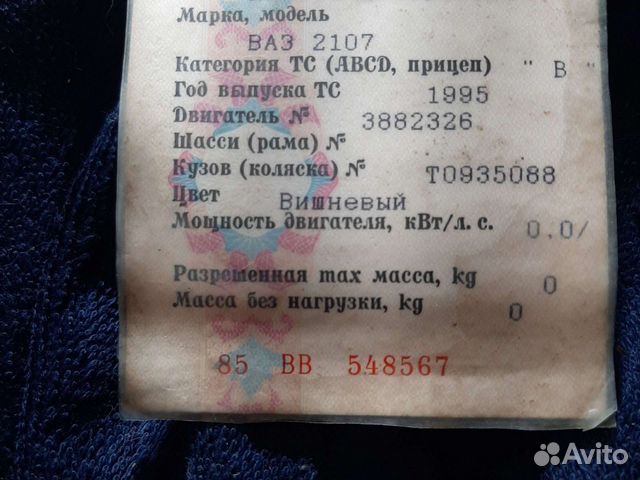 Марка, модель
ВАЗ 2107
Категория ТС (ABCD, прицеп) " В "
Год выпуска ТС 1995
Двигатель № 3882326
Шасси (рама) №
Кузов (коляска) № Т0935088
Цвет Вишневый
Мощность двигателя, кВт/л. с. 0.0/
Разрешенная max масса, kg 0
Масса без нагрузки, kg 0
85 ВВ 548567
Avito